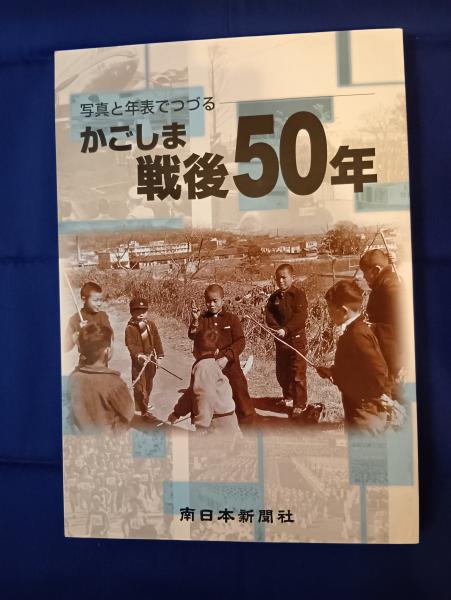 写真と年表でつづる
かごしま
戦後50年
南日本新聞社